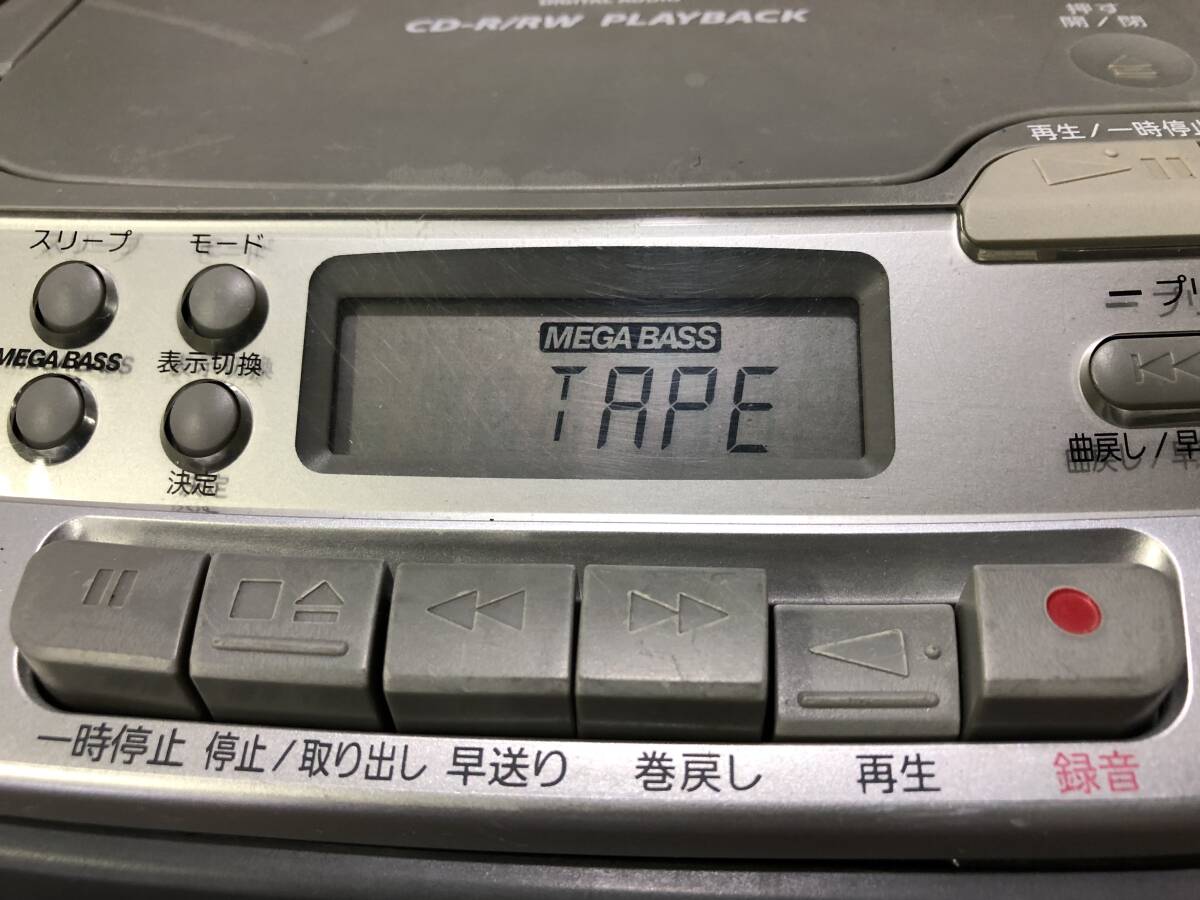 DIGITAL AUDIO
CD-R/RW PLAYBACK
押す
開/閉
再生/一時停止
スリープ
モード
MEGA BASS
表示切換
決定
MEGA BASS
TAPE
曲戻し/早
一時停止
停止/取り出し
早送り
巻戻し
再生
録音